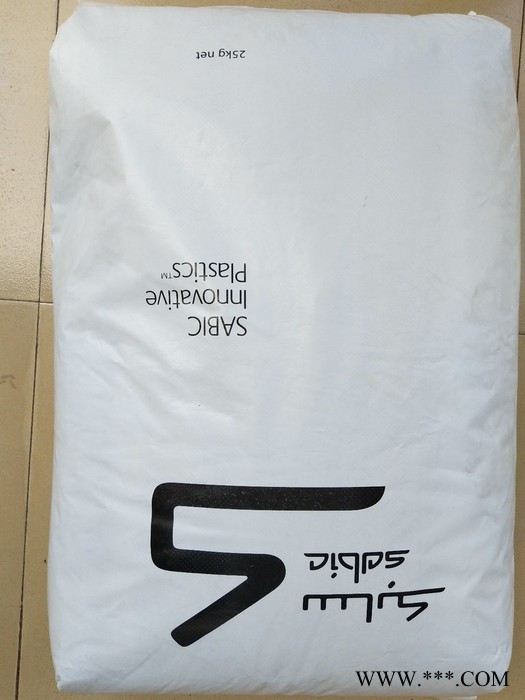 سابك
sabic
SABIC
Innovative
Plastics™
25kg net
WWW.***.COM